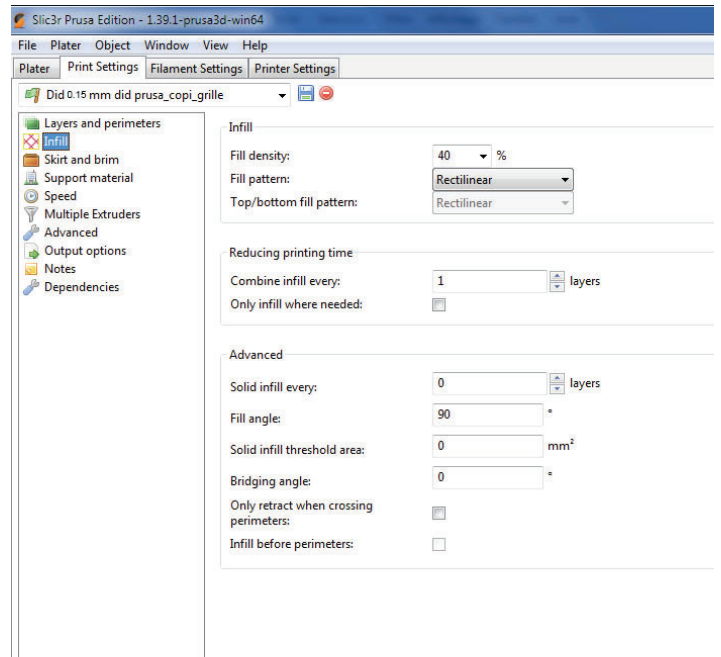 Slic3r Prusa Edition - 1.39.1-prusa3d-win64
File Plater Object Window View Help
Plater Print Settings Filament Settings Printer Settings
Did 0.15 mm did prusa_copi_grille
Layers and perimeters
Infill
Skirt and brim
Support material
Speed
Multiple Extruders
Advanced
Output options
Notes
Dependencies
Infill
Fill density: 40 %
Fill pattern: Rectilinear
Top/bottom fill pattern: Rectilinear
Reducing printing time
Combine infill every: 1 layers
Only infill where needed:
Advanced
Solid infill every: 0 layers
Fill angle: 90 °
Solid infill threshold area: 0 mm²
Bridging angle: 0 °
Only retract when crossing
perimeters:
Infill before perimeters: